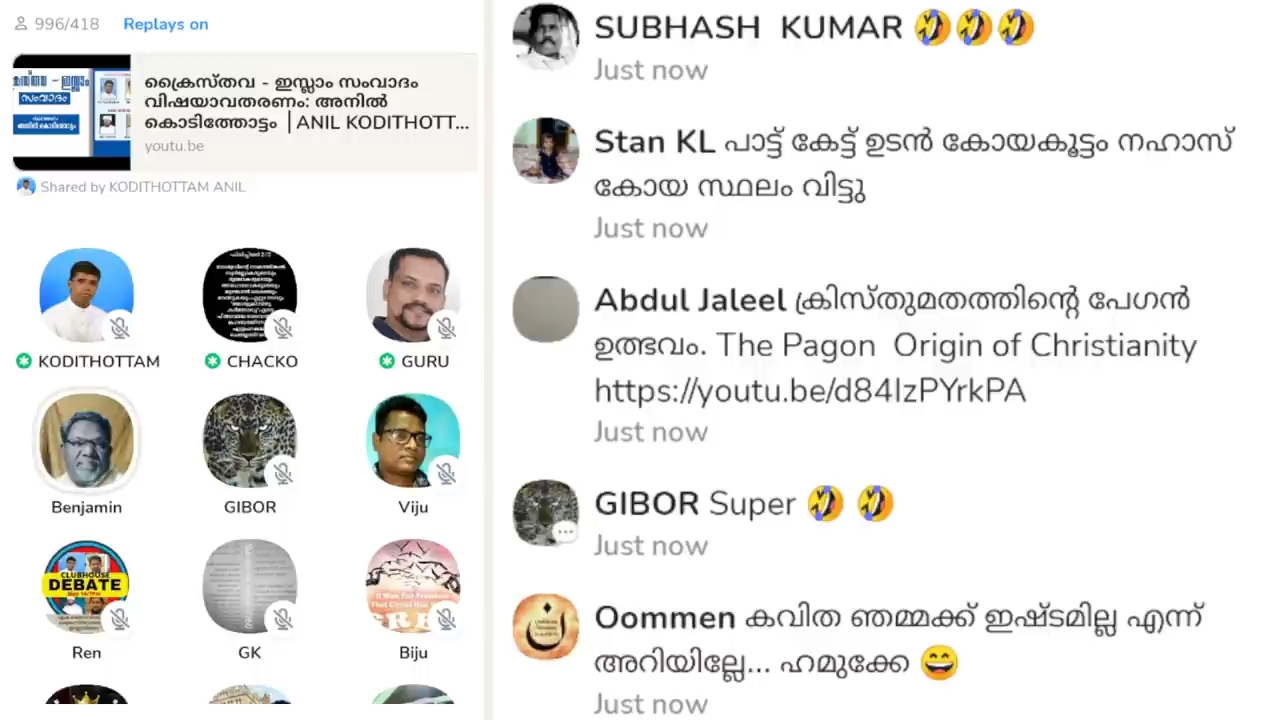 996/418 Replays on
ക്രൈസ്തവ - ഇസ്ലാം സംവാദം
വിഷയാവതരണം: അനിൽ
കൊടിത്തോട്ടം | ANIL KODITHOTT...
youtu.be
Shared by KODITHOTTAM ANIL
സംവാദം
KODITHOTTAM
CHACKO
GURU
Benjamin
GIBOR
Viju
CLUBHOUSE
DEBATE
Ren
GK
Biju
SUBHASH KUMAR 🤣🤣🤣
Just now
Stan KL പാട്ട് കേട്ട് ഉടൻ കോയകൂട്ടം നഹാസ്
കോയ സ്ഥലം വിട്ടു
Just now
Abdul Jaleel ക്രിസ്തുമതത്തിന്റെ പേഗൻ
ഉത്ഭവം. The Pagon Origin of Christianity
https://youtu.be/d84IzPYrkPA
Just now
GIBOR Super 🤣 🤣
Just now
Oommen കവിത ഞമ്മക്ക് ഇഷ്ടമില്ല എന്ന്
അറിയില്ലേ... ഹമുക്കേ 😄
Just now